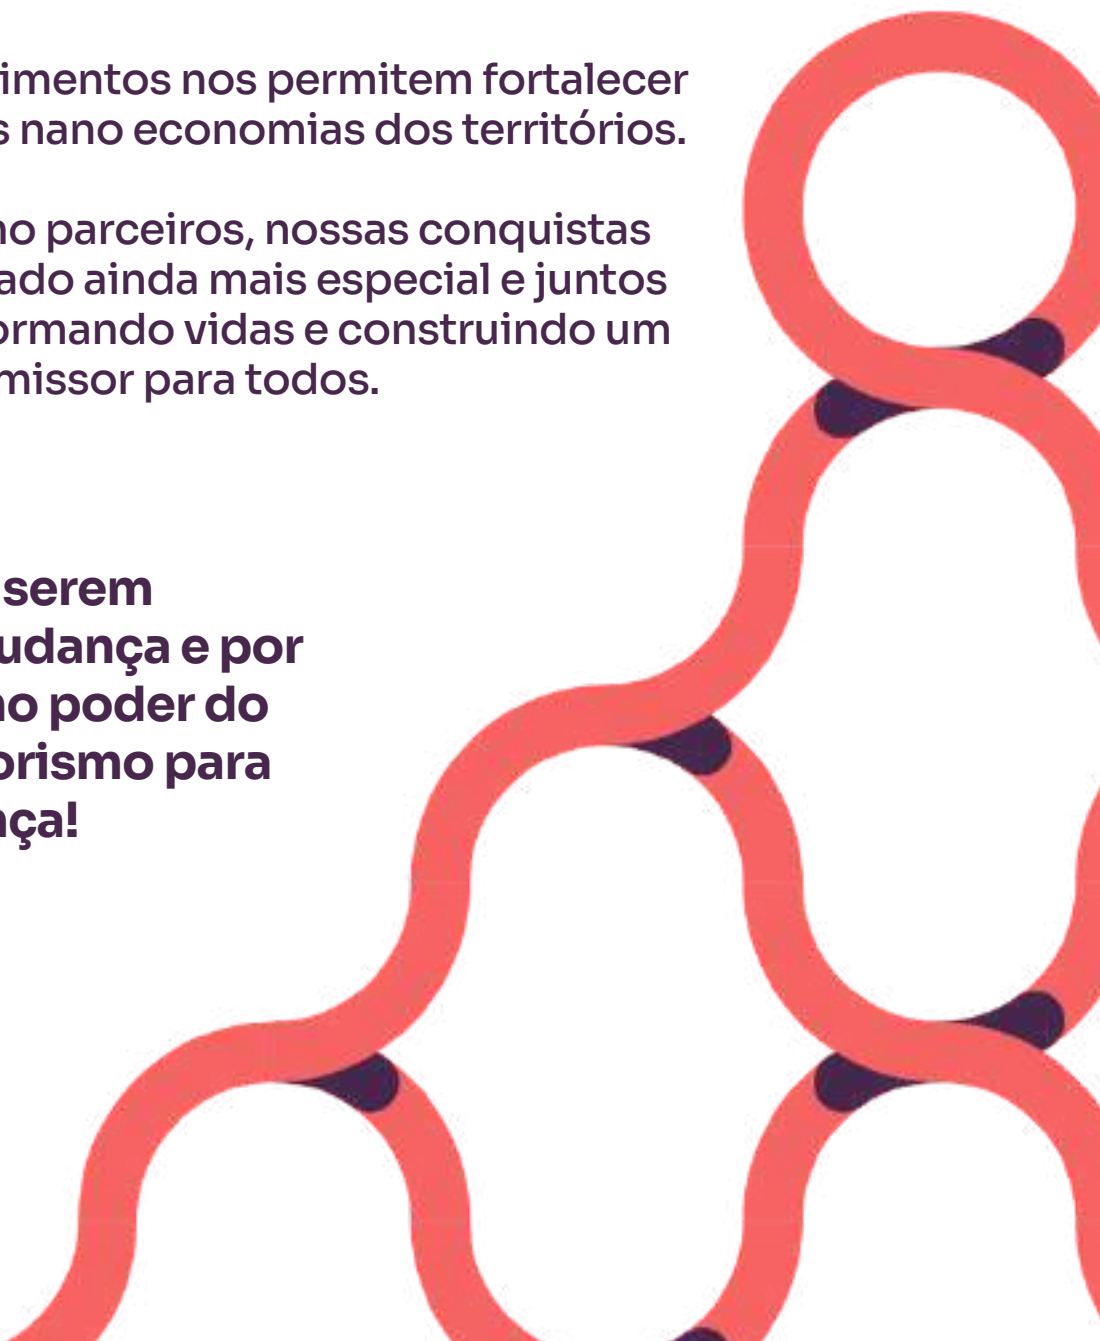 imentos nos permitem fortalecer
s nano economias dos territórios.
no parceiros, nossas conquistas
ado ainda mais especial e juntos
ormando vidas e construindo um
missor para todos.
serem
udança e por
no poder do
orismo para
nça!